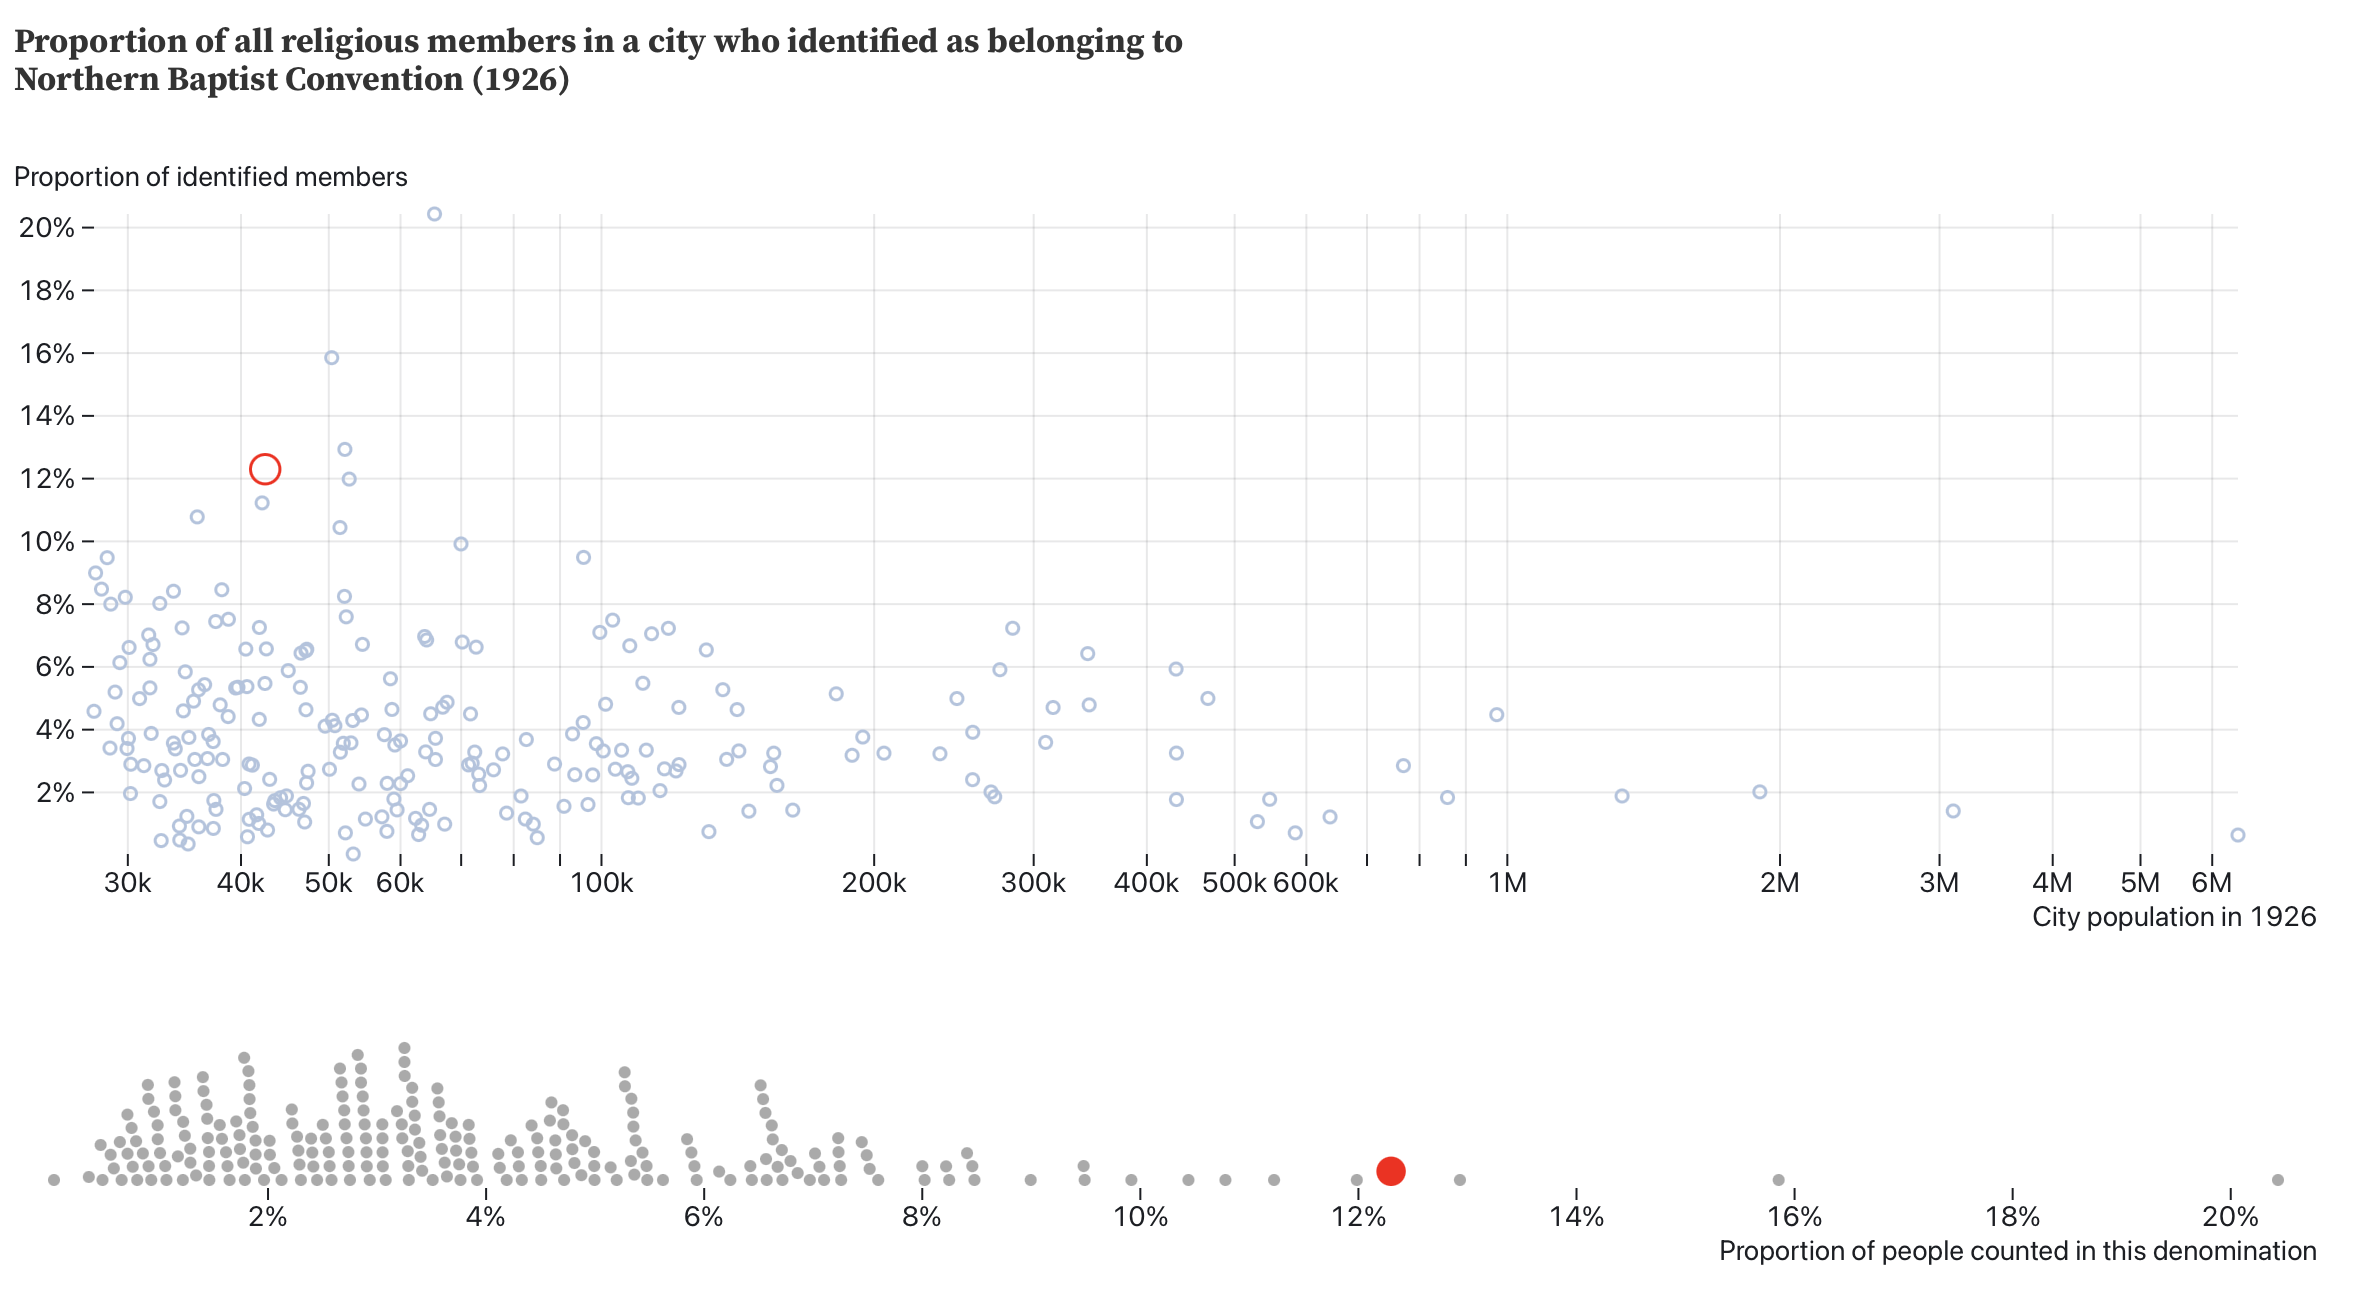 Proportion of all religious members in a city who identified as belonging to
Northern Baptist Convention (1926)
Proportion of identified members
20%
18%
16%
14%
12%
10%
8%
6%
4%
2%
30k 40k 50k 60k 100k 200k 300k 400k 500k 600k 1M 2M 3M 4M 5M 6M
City population in 1926
2% 4% 6% 8% 10% 12% 14% 16% 18% 20%
Proportion of people counted in this denomination